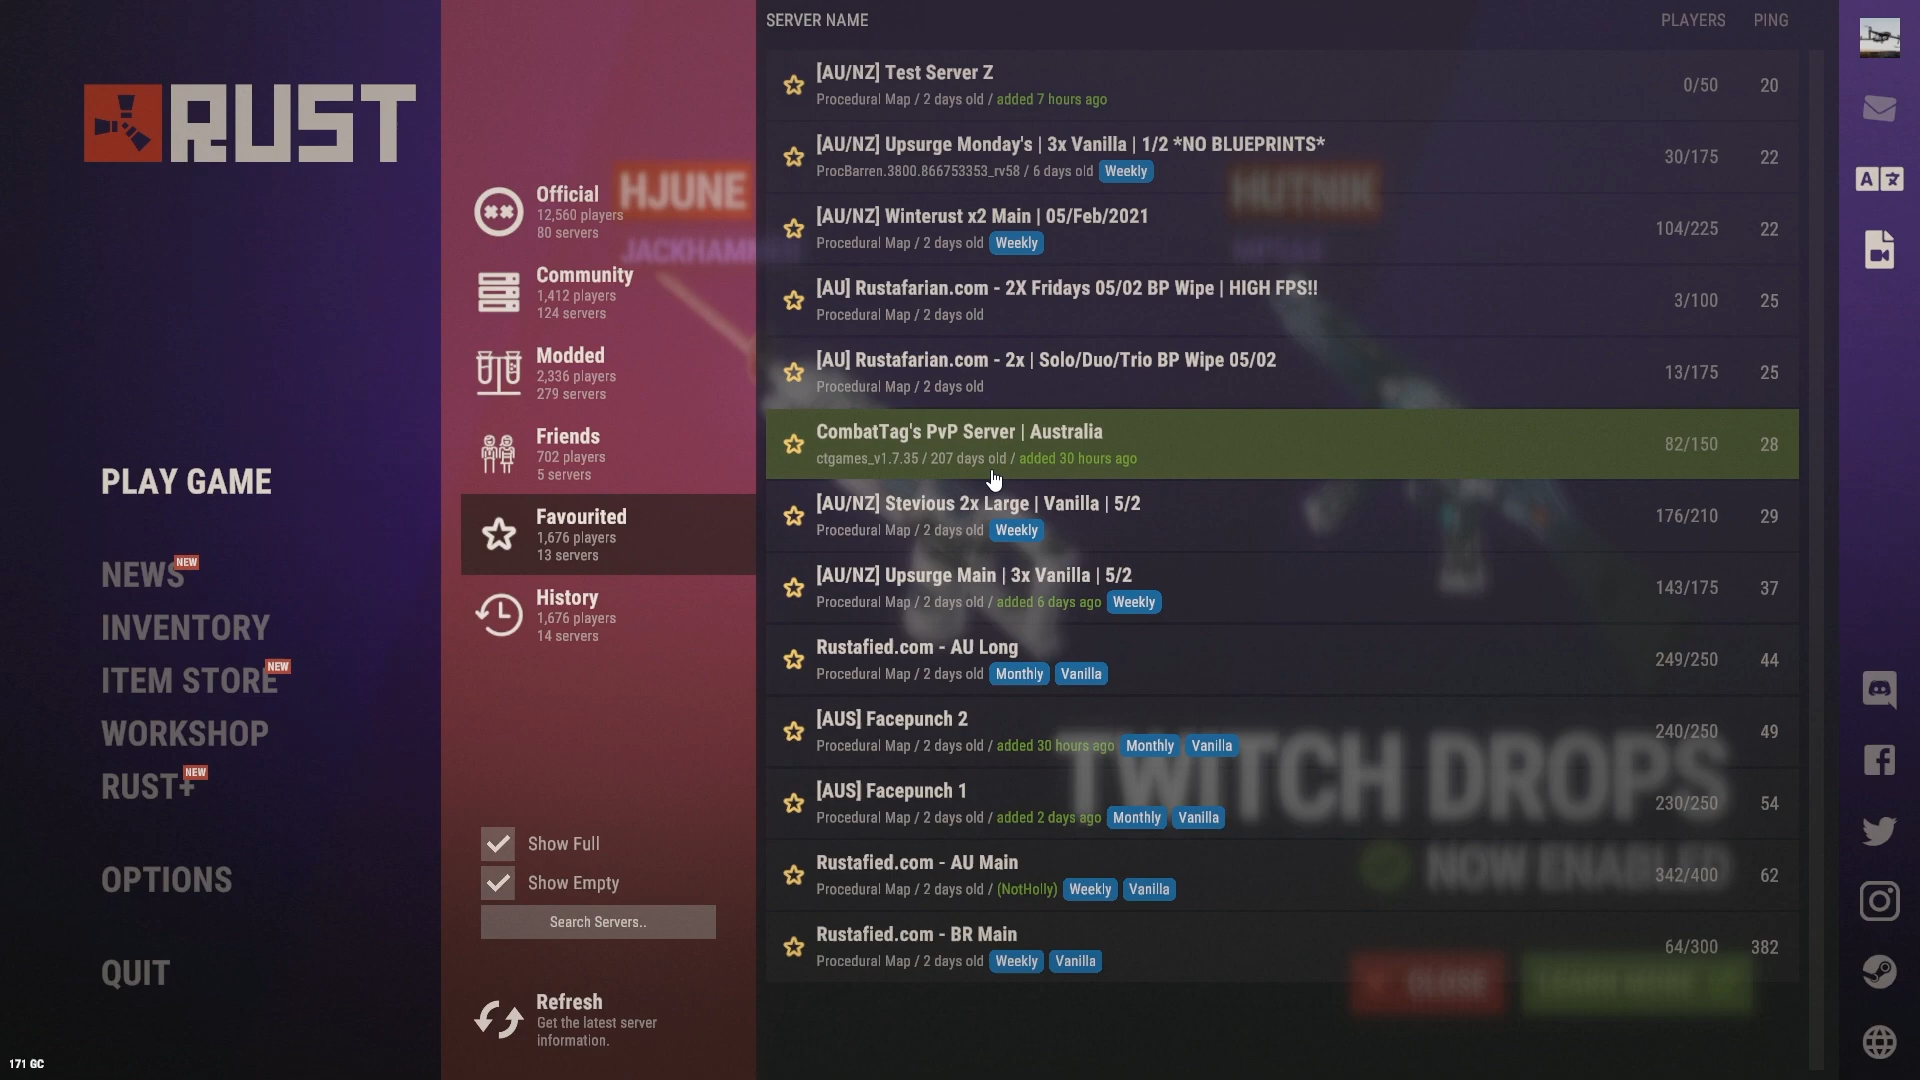 RUST
PLAY GAME
NEWS NEW
INVENTORY
ITEM STORE NEW
WORKSHOP
RUST+ NEW
OPTIONS
QUIT
171 GC
Official
12,560 players
80 servers
Community
1,412 players
124 servers
Modded
2,336 players
279 servers
Friends
702 players
5 servers
Favourited
1,676 players
13 servers
History
1,676 players
14 servers
Show Full
Show Empty
Search Servers..
Refresh
Get the latest server
information.
HJUNE
HUTNIK
SERVER NAME PLAYERS PING
[AU/NZ] Test Server Z
Procedural Map / 2 days old / added 7 hours ago
0/50 20
[AU/NZ] Upsurge Monday's | 3x Vanilla | 1/2 *NO BLUEPRINTS*
ProcBarren.3800.866753353_rv58 / 6 days old Weekly
30/175 22
[AU/NZ] Winterust x2 Main | 05/Feb/2021
Procedural Map / 2 days old Weekly
104/225 22
[AU] Rustafarian.com - 2X Fridays 05/02 BP Wipe | HIGH FPS!!
Procedural Map / 2 days old
3/100 25
[AU] Rustafarian.com - 2x | Solo/Duo/Trio BP Wipe 05/02
Procedural Map / 2 days old
13/175 25
CombatTag's PvP Server | Australia
ctgames_v1.7.35 / 207 days old / added 30 hours ago
82/150 28
[AU/NZ] Stevious 2x Large | Vanilla | 5/2
Procedural Map / 2 days old Weekly
176/210 29
[AU/NZ] Upsurge Main | 3x Vanilla | 5/2
Procedural Map / 2 days old / added 6 days ago Weekly
143/175 37
Rustafied.com - AU Long
Procedural Map / 2 days old Monthly Vanilla
249/250 44
[AUS] Facepunch 2
Procedural Map / 2 days old / added 30 hours ago Monthly Vanilla
240/250 49
[AUS] Facepunch 1
Procedural Map / 2 days old / added 2 days ago Monthly Vanilla
230/250 54
Rustafied.com - AU Main
Procedural Map / 2 days old / (NotHolly) Weekly Vanilla
342/400 62
Rustafied.com - BR Main
Procedural Map / 2 days old Weekly Vanilla
64/300 382
TWITCH DROPS
NOW ENABLED
CLOSE
LEARN MORE